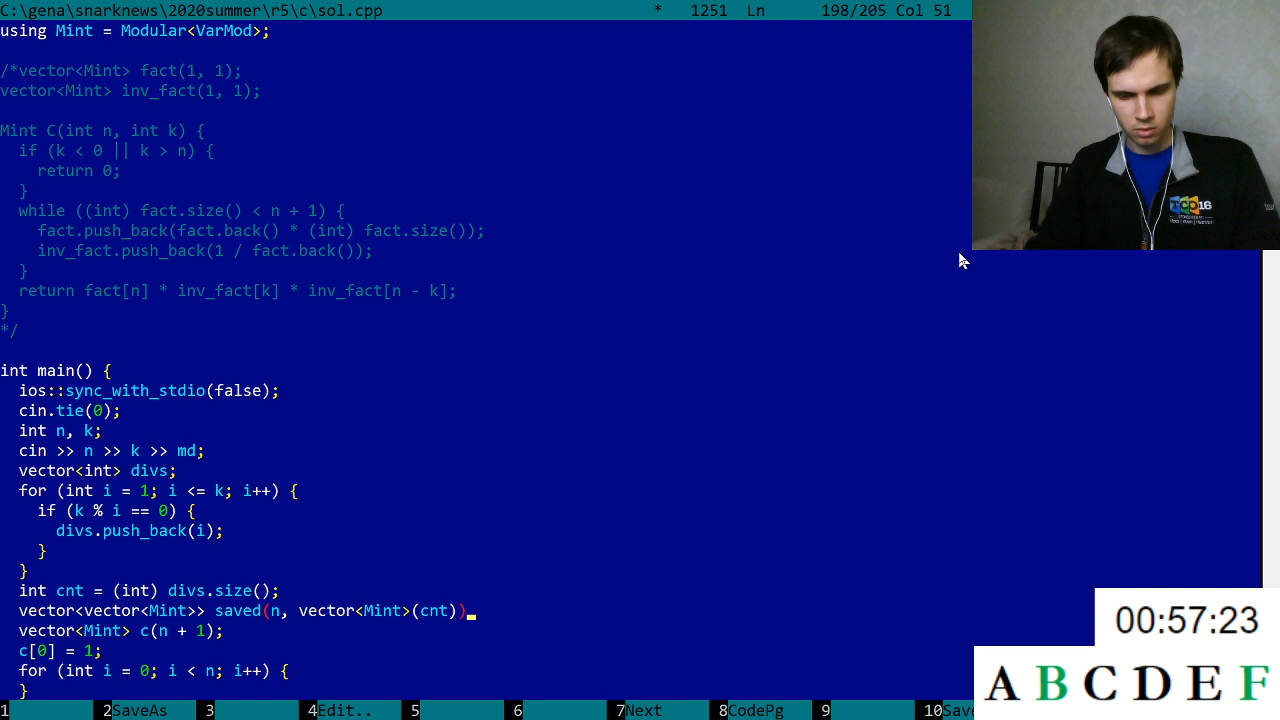 C:\gena\snarknews\2020summer\r5\c\sol.cpp * 1251 Ln 198/205 Col 51
using Mint = Modular<VarMod>;
/*vector<Mint> fact(1, 1);
vector<Mint> inv_fact(1, 1);
Mint C(int n, int k) {
  if (k < 0 || k > n) {
    return 0;
  }
  while ((int) fact.size() < n + 1) {
    fact.push_back(fact.back() * (int) fact.size());
    inv_fact.push_back(1 / fact.back());
  }
  return fact[n] * inv_fact[k] * inv_fact[n - k];
}
*/
int main() {
  ios::sync_with_stdio(false);
  cin.tie(0);
  int n, k;
  cin >> n >> k >> md;
  vector<int> divs;
  for (int i = 1; i <= k; i++) {
    if (k % i == 0) {
      divs.push_back(i);
    }
  }
  int cnt = (int) divs.size();
  vector<vector<Mint>> saved(n, vector<Mint>(cnt))
  vector<Mint> c(n + 1);
  c[0] = 1;
  for (int i = 0; i < n; i++) {
  }
1 2SaveAs 3 4Edit.. 5 6 7Next 8CodePg 9 10Save
16
00:57:23
A B C D E F